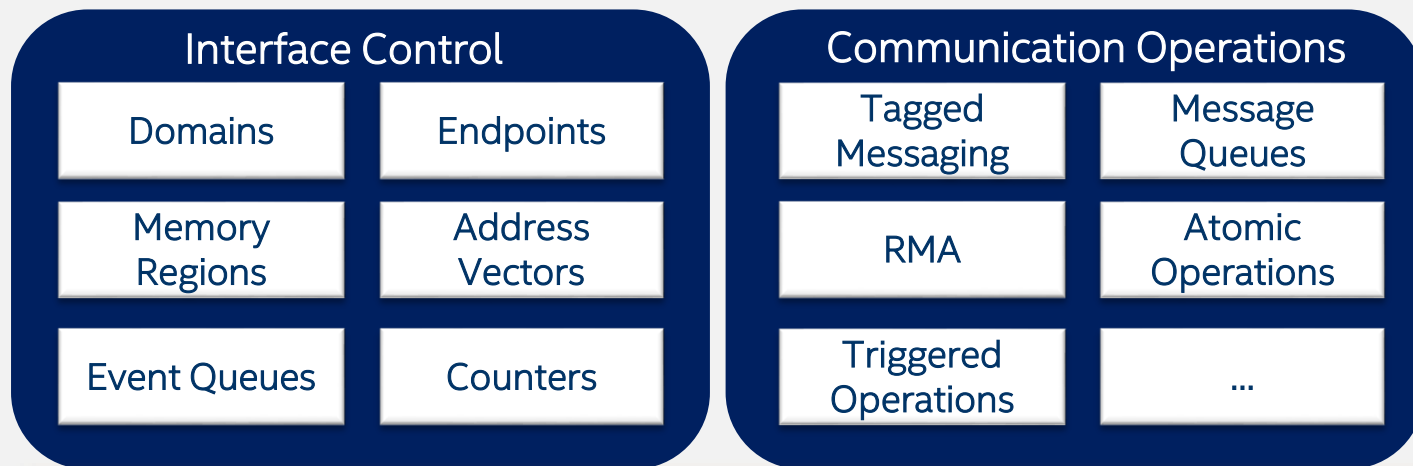 Interface Control
Domains
Endpoints
Memory
Regions
Address
Vectors
Event Queues
Counters
Communication Operations
Tagged
Messaging
Message
Queues
RMA
Atomic
Operations
Triggered
Operations
...